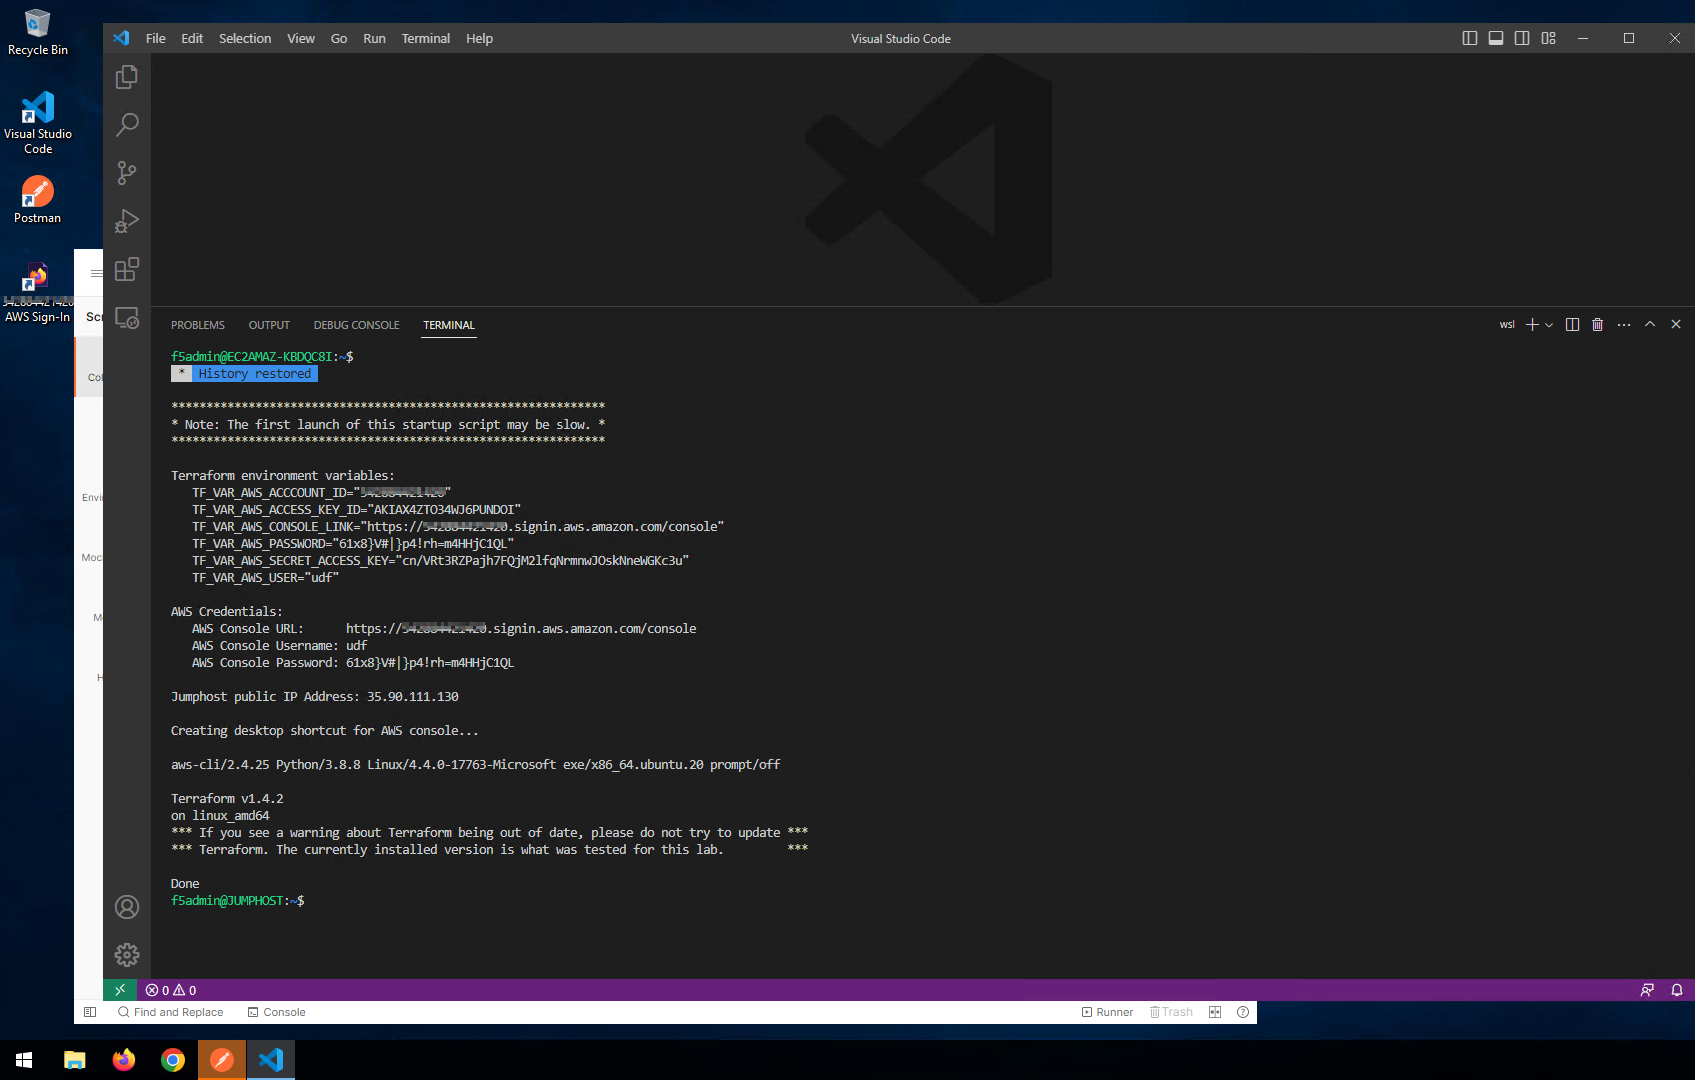 Recycle Bin
Visual Studio
Code
Postman
AWS Sign-In
File Edit Selection View Go Run Terminal Help
Visual Studio Code
PROBLEMS OUTPUT DEBUG CONSOLE TERMINAL
wsl
f5admin@EC2AMAZ-KBDQC8I:~$
* History restored
**************************************************************
* Note: The first launch of this startup script may be slow. *
**************************************************************
Terraform environment variables:
TF_VAR_AWS_ACCCOUNT_ID=" "
TF_VAR_AWS_ACCESS_KEY_ID="AKIAX4ZTO34WJ6PUNDOI"
TF_VAR_AWS_CONSOLE_LINK="https:// .signin.aws.amazon.com/console"
TF_VAR_AWS_PASSWORD="61x8}V#|}p4!rh=m4HHjC1QL"
TF_VAR_AWS_SECRET_ACCESS_KEY="cn/VRt3RZPajh7FQjM2lfqNrmnwJOskNneWGKc3u"
TF_VAR_AWS_USER="udf"
AWS Credentials:
AWS Console URL: https:// .signin.aws.amazon.com/console
AWS Console Username: udf
AWS Console Password: 61x8}V#|}p4!rh=m4HHjC1QL
Jumphost public IP Address: 35.90.111.130
Creating desktop shortcut for AWS console...
aws-cli/2.4.25 Python/3.8.8 Linux/4.4.0-17763-Microsoft exe/x86_64.ubuntu.20 prompt/off
Terraform v1.4.2
on linux_amd64
*** If you see a warning about Terraform being out of date, please do not try to update ***
*** Terraform. The currently installed version is what was tested for this lab. ***
Done
f5admin@JUMPHOST:~$
0 0
Find and Replace Console Runner Trash